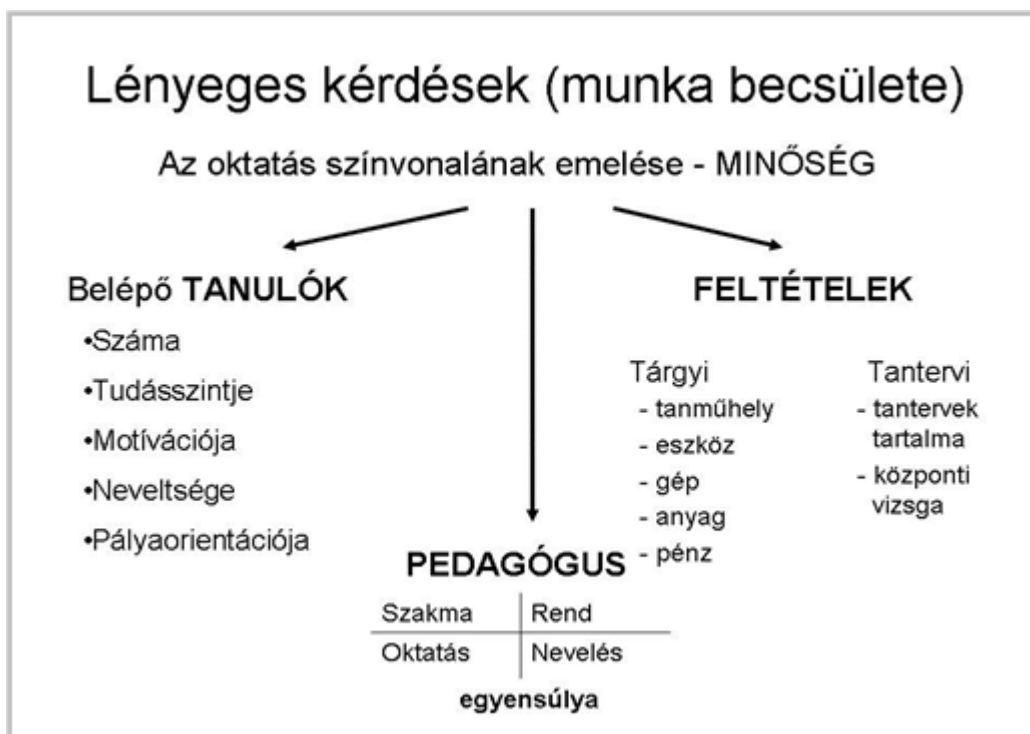 Lényeges kérdések (munka becsülete)
Az oktatás színvonalának emelése - MINŐSÉG
Belépő TANULÓK
•Száma
•Tudásszintje
•Motívációja
•Neveltsége
•Pályaorientációja
PEDAGÓGUS
Szakma Rend
Oktatás Nevelés
egyensúlya
FELTÉTELEK
Tárgyi
- tanműhely
- eszköz
- gép
- anyag
- pénz
Tantervi
- tantervek
tartalma
- központi
vizsga